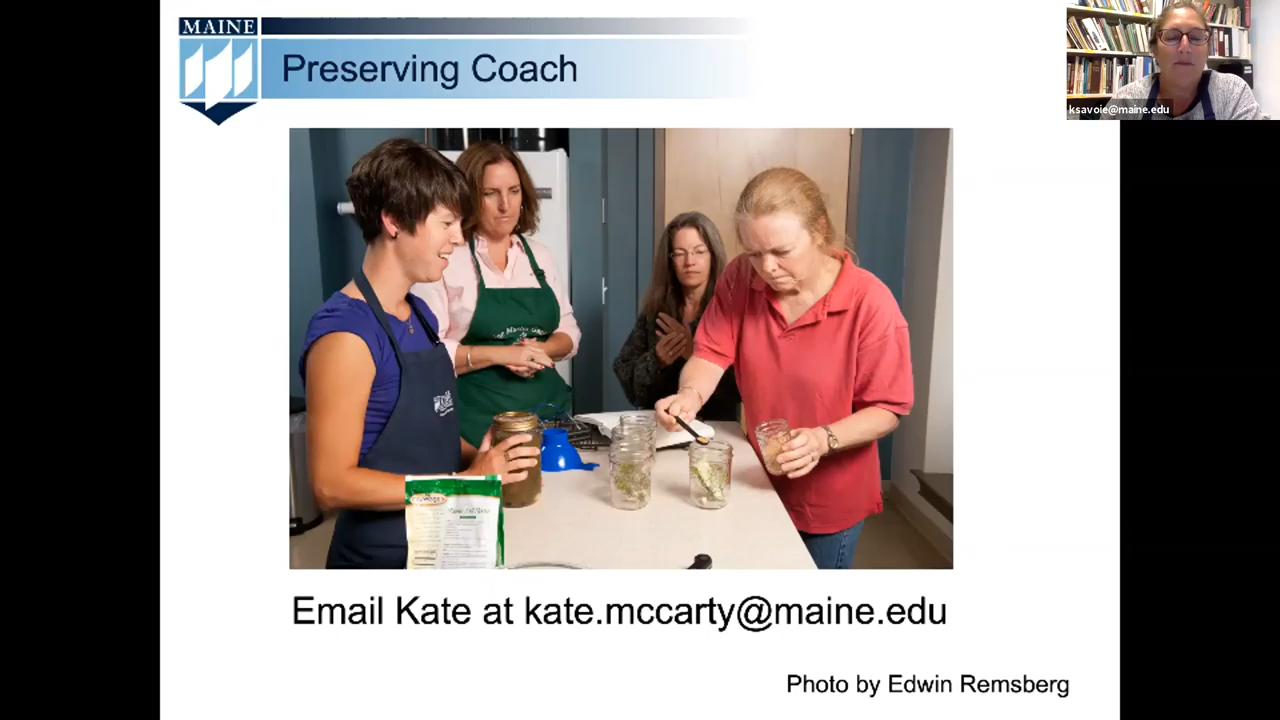 MAINE
Preserving Coach
ksavoie@maine.edu
Email Kate at kate.mccarty@maine.edu
Photo by Edwin Remsberg